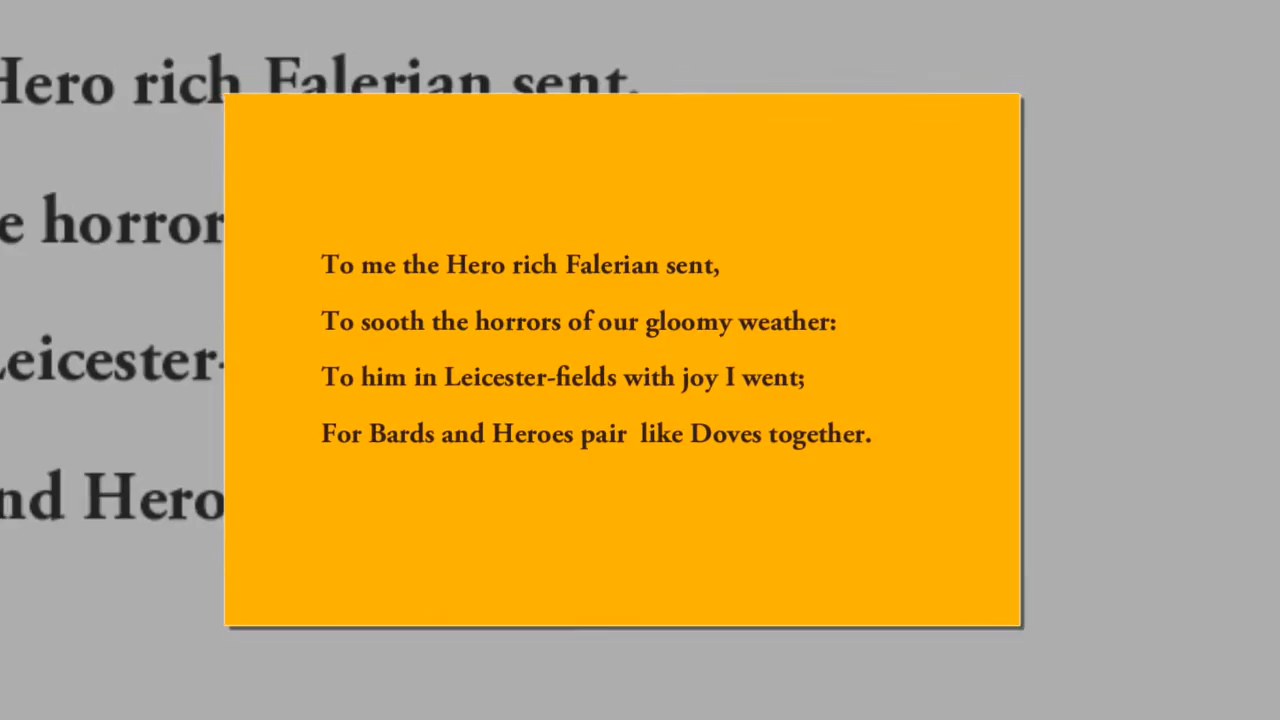 Hero rich Falerian sent,
e horror
Leicester-
nd Hero
To me the Hero rich Falerian sent,
To sooth the horrors of our gloomy weather:
To him in Leicester-fields with joy I went;
For Bards and Heroes pair  like Doves together.